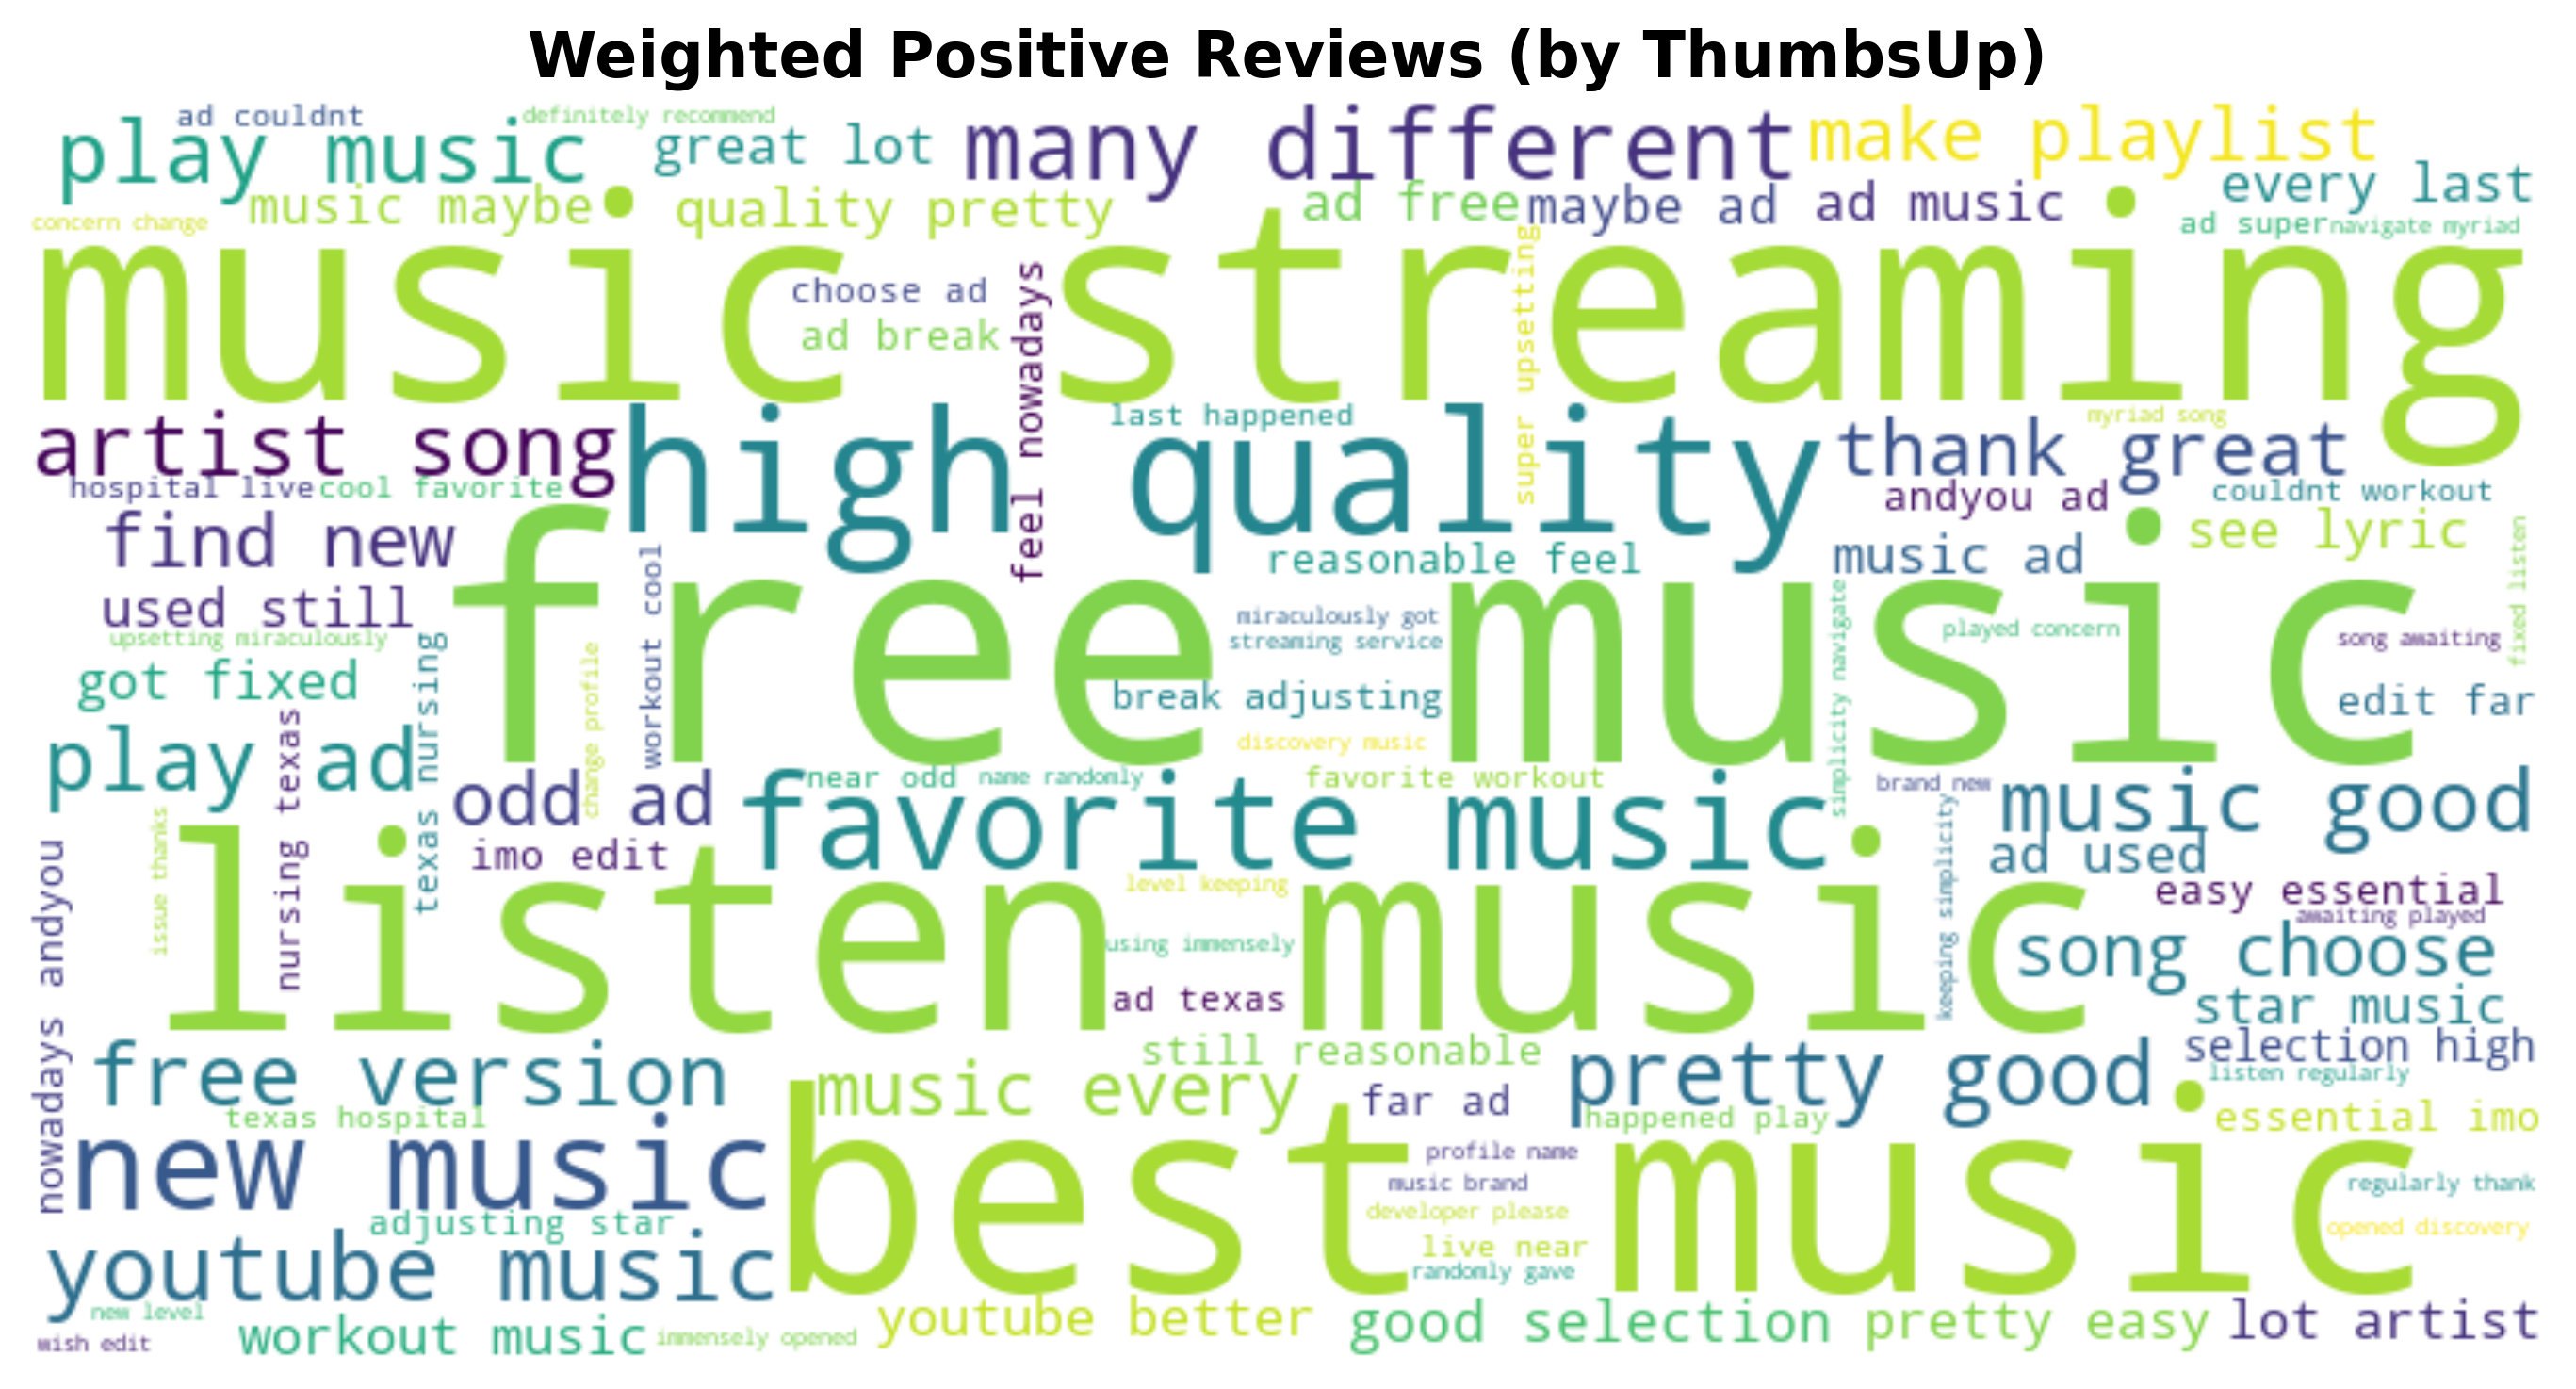 Weighted Positive Reviews (by ThumbsUp)
ad couldnt
definitely recommend
play music
great lot
many different
make playlist
every last
concern change
music maybe
quality pretty
ad free
maybe ad
ad music
ad super
navigate myriad
music streaming
choose ad
ad break
feel nowadays
super upsetting
artist song
high quality
last happened
thank great
myriad song
hospital live
cool favorite
andyou ad
couldnt workout
find new
reasonable feel
music ad
see lyric
fixed listen
used still
free music
workout cool
miraculously got
streaming service
simplicity navigate
played concern
song awaiting
upsetting miraculously
got fixed
texas nursing
change profile
break adjusting
edit far
nursing texas
play ad
discovery music
odd ad
near odd
name randomly
favorite workout
brand new
favorite music
music good
imo edit
ad used
issue thanks
listen music
level keeping
keeping simplicity
easy essential
awaiting played
nowadays andyou
using immensely
song choose
ad texas
star music
free version
still reasonable
pretty good
selection high
music every
listen regularly
far ad
texas hospital
happened play
essential imo
new music
best music
profile name
music brand
regularly thank
developer please
adjusting star
opened discovery
youtube music
live near
randomly gave
new level
wish edit
workout music
immensely opened
youtube better
good selection
pretty easy
lot artist